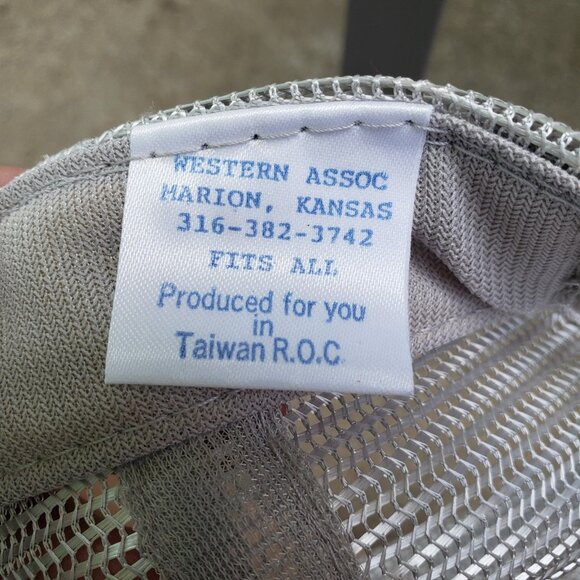 WESTERN ASSOC
MARION, KANSAS
316-382-3742
FITS ALL
Produced for you
in
Taiwan R.O.C.